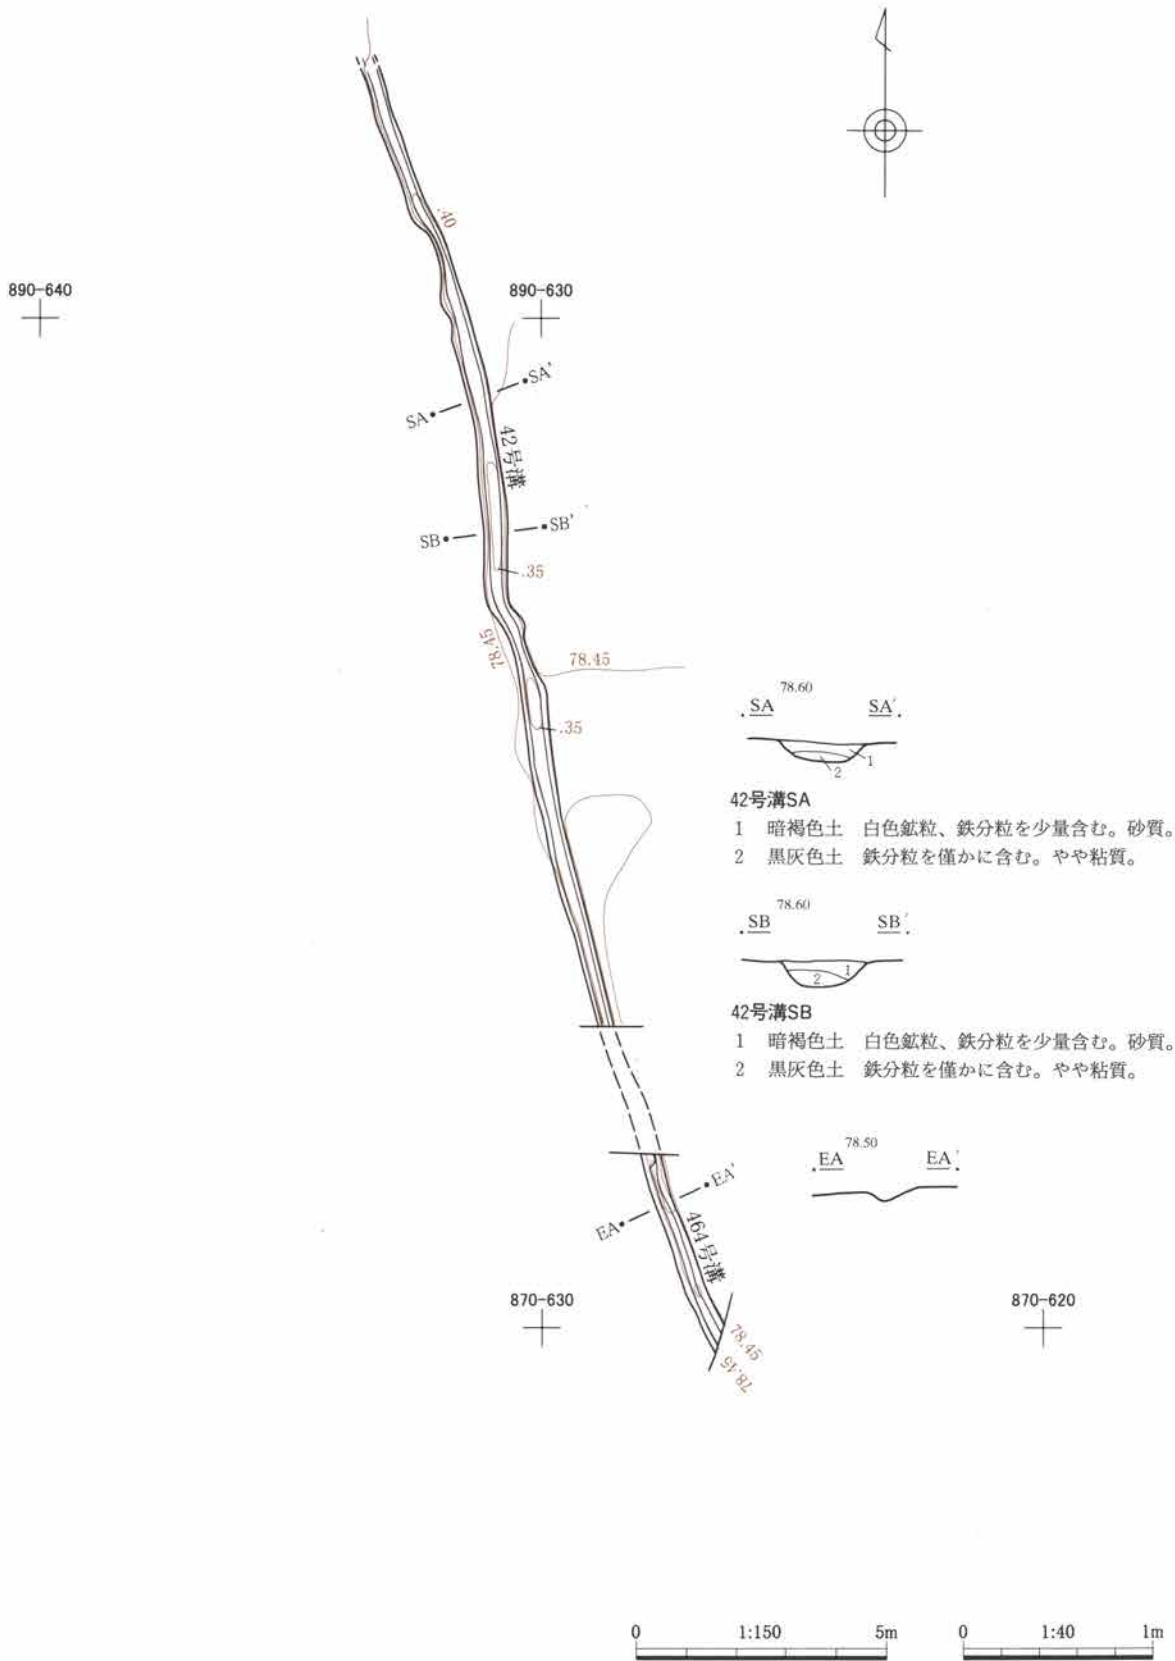 .40
890-640
890-630
SA'
SA
42号溝
SB'
SB
.35
78.45
78.45
.35
SA 78.60 SA'
1
2
42号溝SA
1 暗褐色土 白色鉱粒、鉄分粒を少量含む。砂質。
2 黒灰色土 鉄分粒を僅かに含む。やや粘質。
SB 78.60 SB'
1
2
42号溝SB
1 暗褐色土 白色鉱粒、鉄分粒を少量含む。砂質。
2 黒灰色土 鉄分粒を僅かに含む。やや粘質。
EA 78.50 EA'
EA'
EA
464号溝
870-630
870-620
78.45
78.45
0 1:150 5m
0 1:40 1m